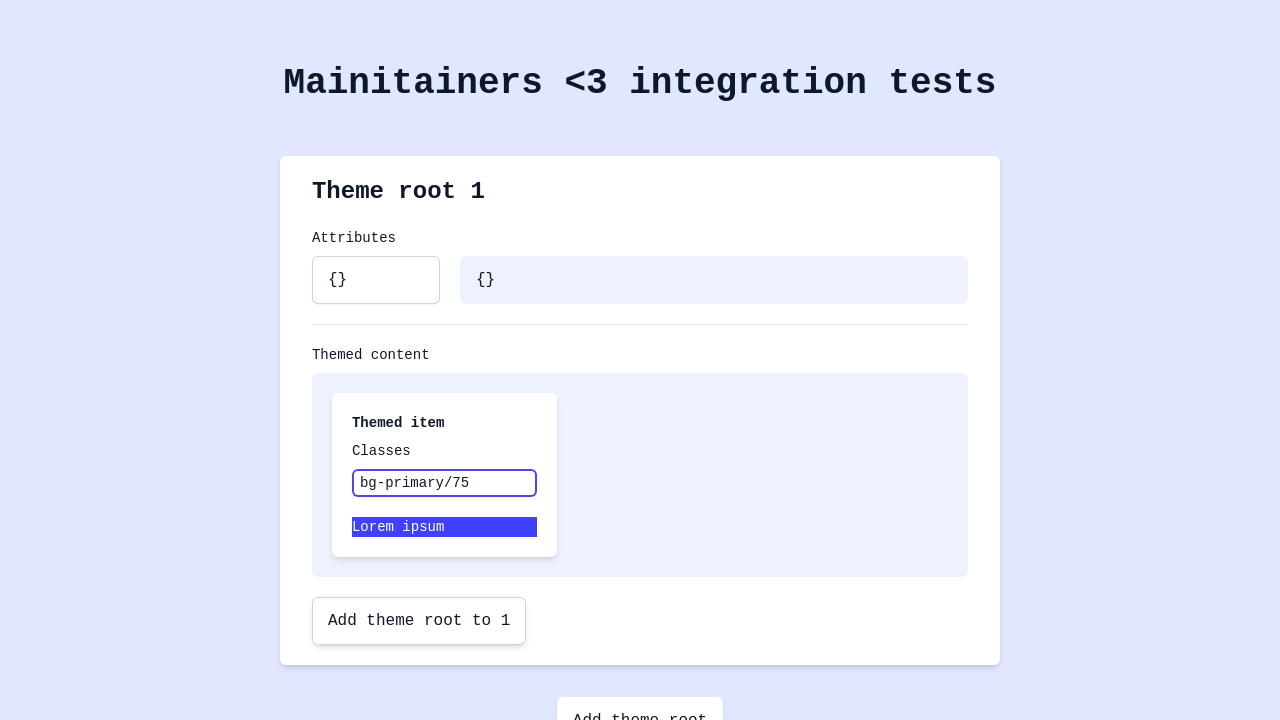 Mainitainers <3 integration tests
Theme root 1
Attributes
{} {}
Themed content
Themed item
Classes
bg-primary/75
Lorem ipsum
Add theme root to 1
Add theme root